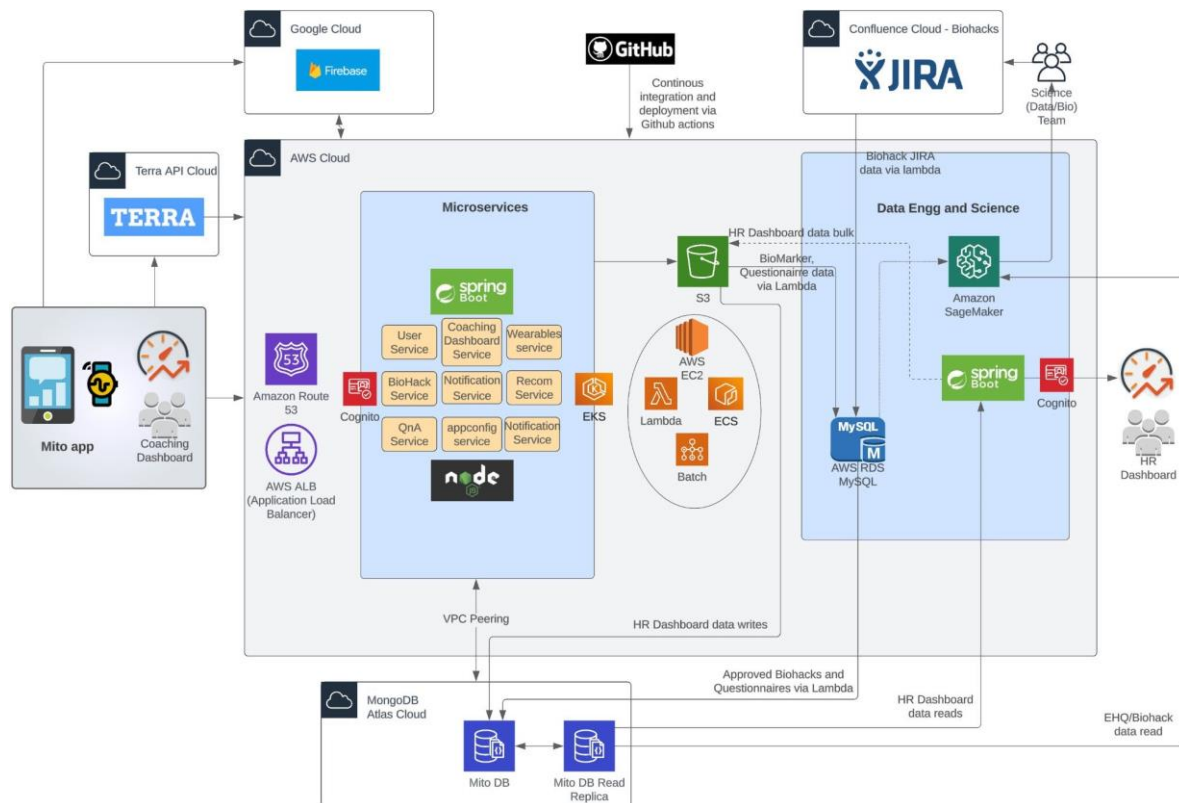 Google Cloud
Firebase
GitHub
Continous
integration and
deployment via
Github actions
Confluence Cloud - Biohacks
JIRA
Science
(Data/Bio)
Team
Terra API Cloud
TERRA
AWS Cloud
Microservices
spring
Boot
User
Service
Coaching
Dashboard
Service
Wearables
service
BioHack
Service
Notification
Service
Recom
Service
QnA
Service
appconfig
service
Notification
Service
node
JS
Mito app
Coaching
Dashboard
53
Amazon Route
53
AWS ALB
(Application Load
Balancer)
Cognito
EKS
S3
AWS
EC2
Lambda
ECS
Batch
Biohack JIRA
data via lambda
Data Engg and Science
HR Dashboard data bulk
BioMarker,
Questionairre data
via Lambda
Amazon
SageMaker
spring
Boot
Cognito
HR
Dashboard
MySQL
M
AWS RDS
MySQL
VPC Peering
HR Dashboard data writes
Approved Biohacks and
Questionnaires via Lambda
HR Dashboard
data reads
EHQ/Biohack
data read
MongoDB
Atlas Cloud
Mito DB
Mito DB Read
Replica